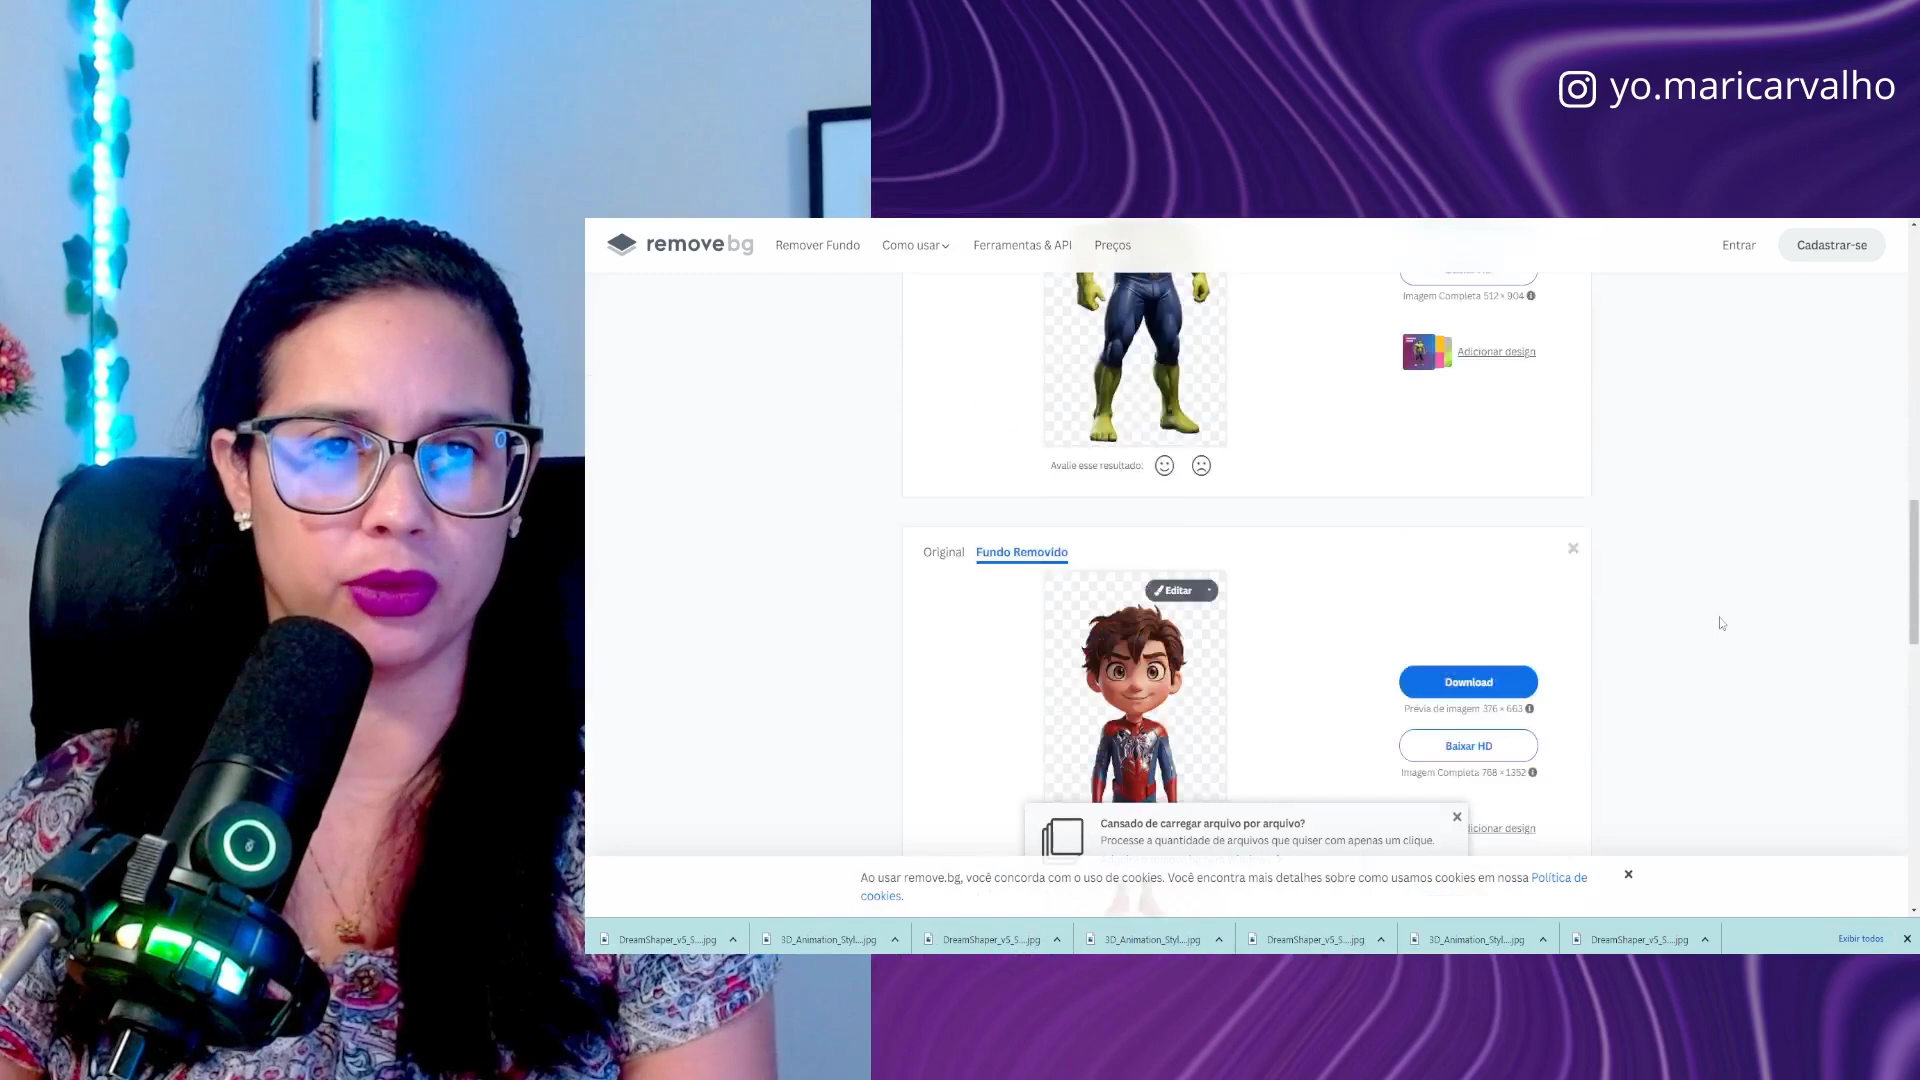 yo.maricarvalho
removebg
Remover Fundo
Como usar
Ferramentas & API
Preços
Entrar
Cadastrar-se
Imagem Completa 512 × 904
Adicionar design
Avalie esse resultado:
Original
Fundo Removido
Editar
Download
Prévia de imagem 376 × 663
Baixar HD
Imagem Completa 768 × 1352
dicionar design
Cansado de carregar arquivo por arquivo?
Processe a quantidade de arquivos que quiser com apenas um clique.
Ao usar remove.bg, você concorda com o uso de cookies. Você encontra mais detalhes sobre como usamos cookies em nossa Política de
cookies.
DreamShaper_v5_S....jpg
3D_Animation_Styl....jpg
DreamShaper_v5_S....jpg
3D_Animation_Styl....jpg
DreamShaper_v5_S....jpg
3D_Animation_Styl....jpg
DreamShaper_v5_S....jpg
Exibir todos